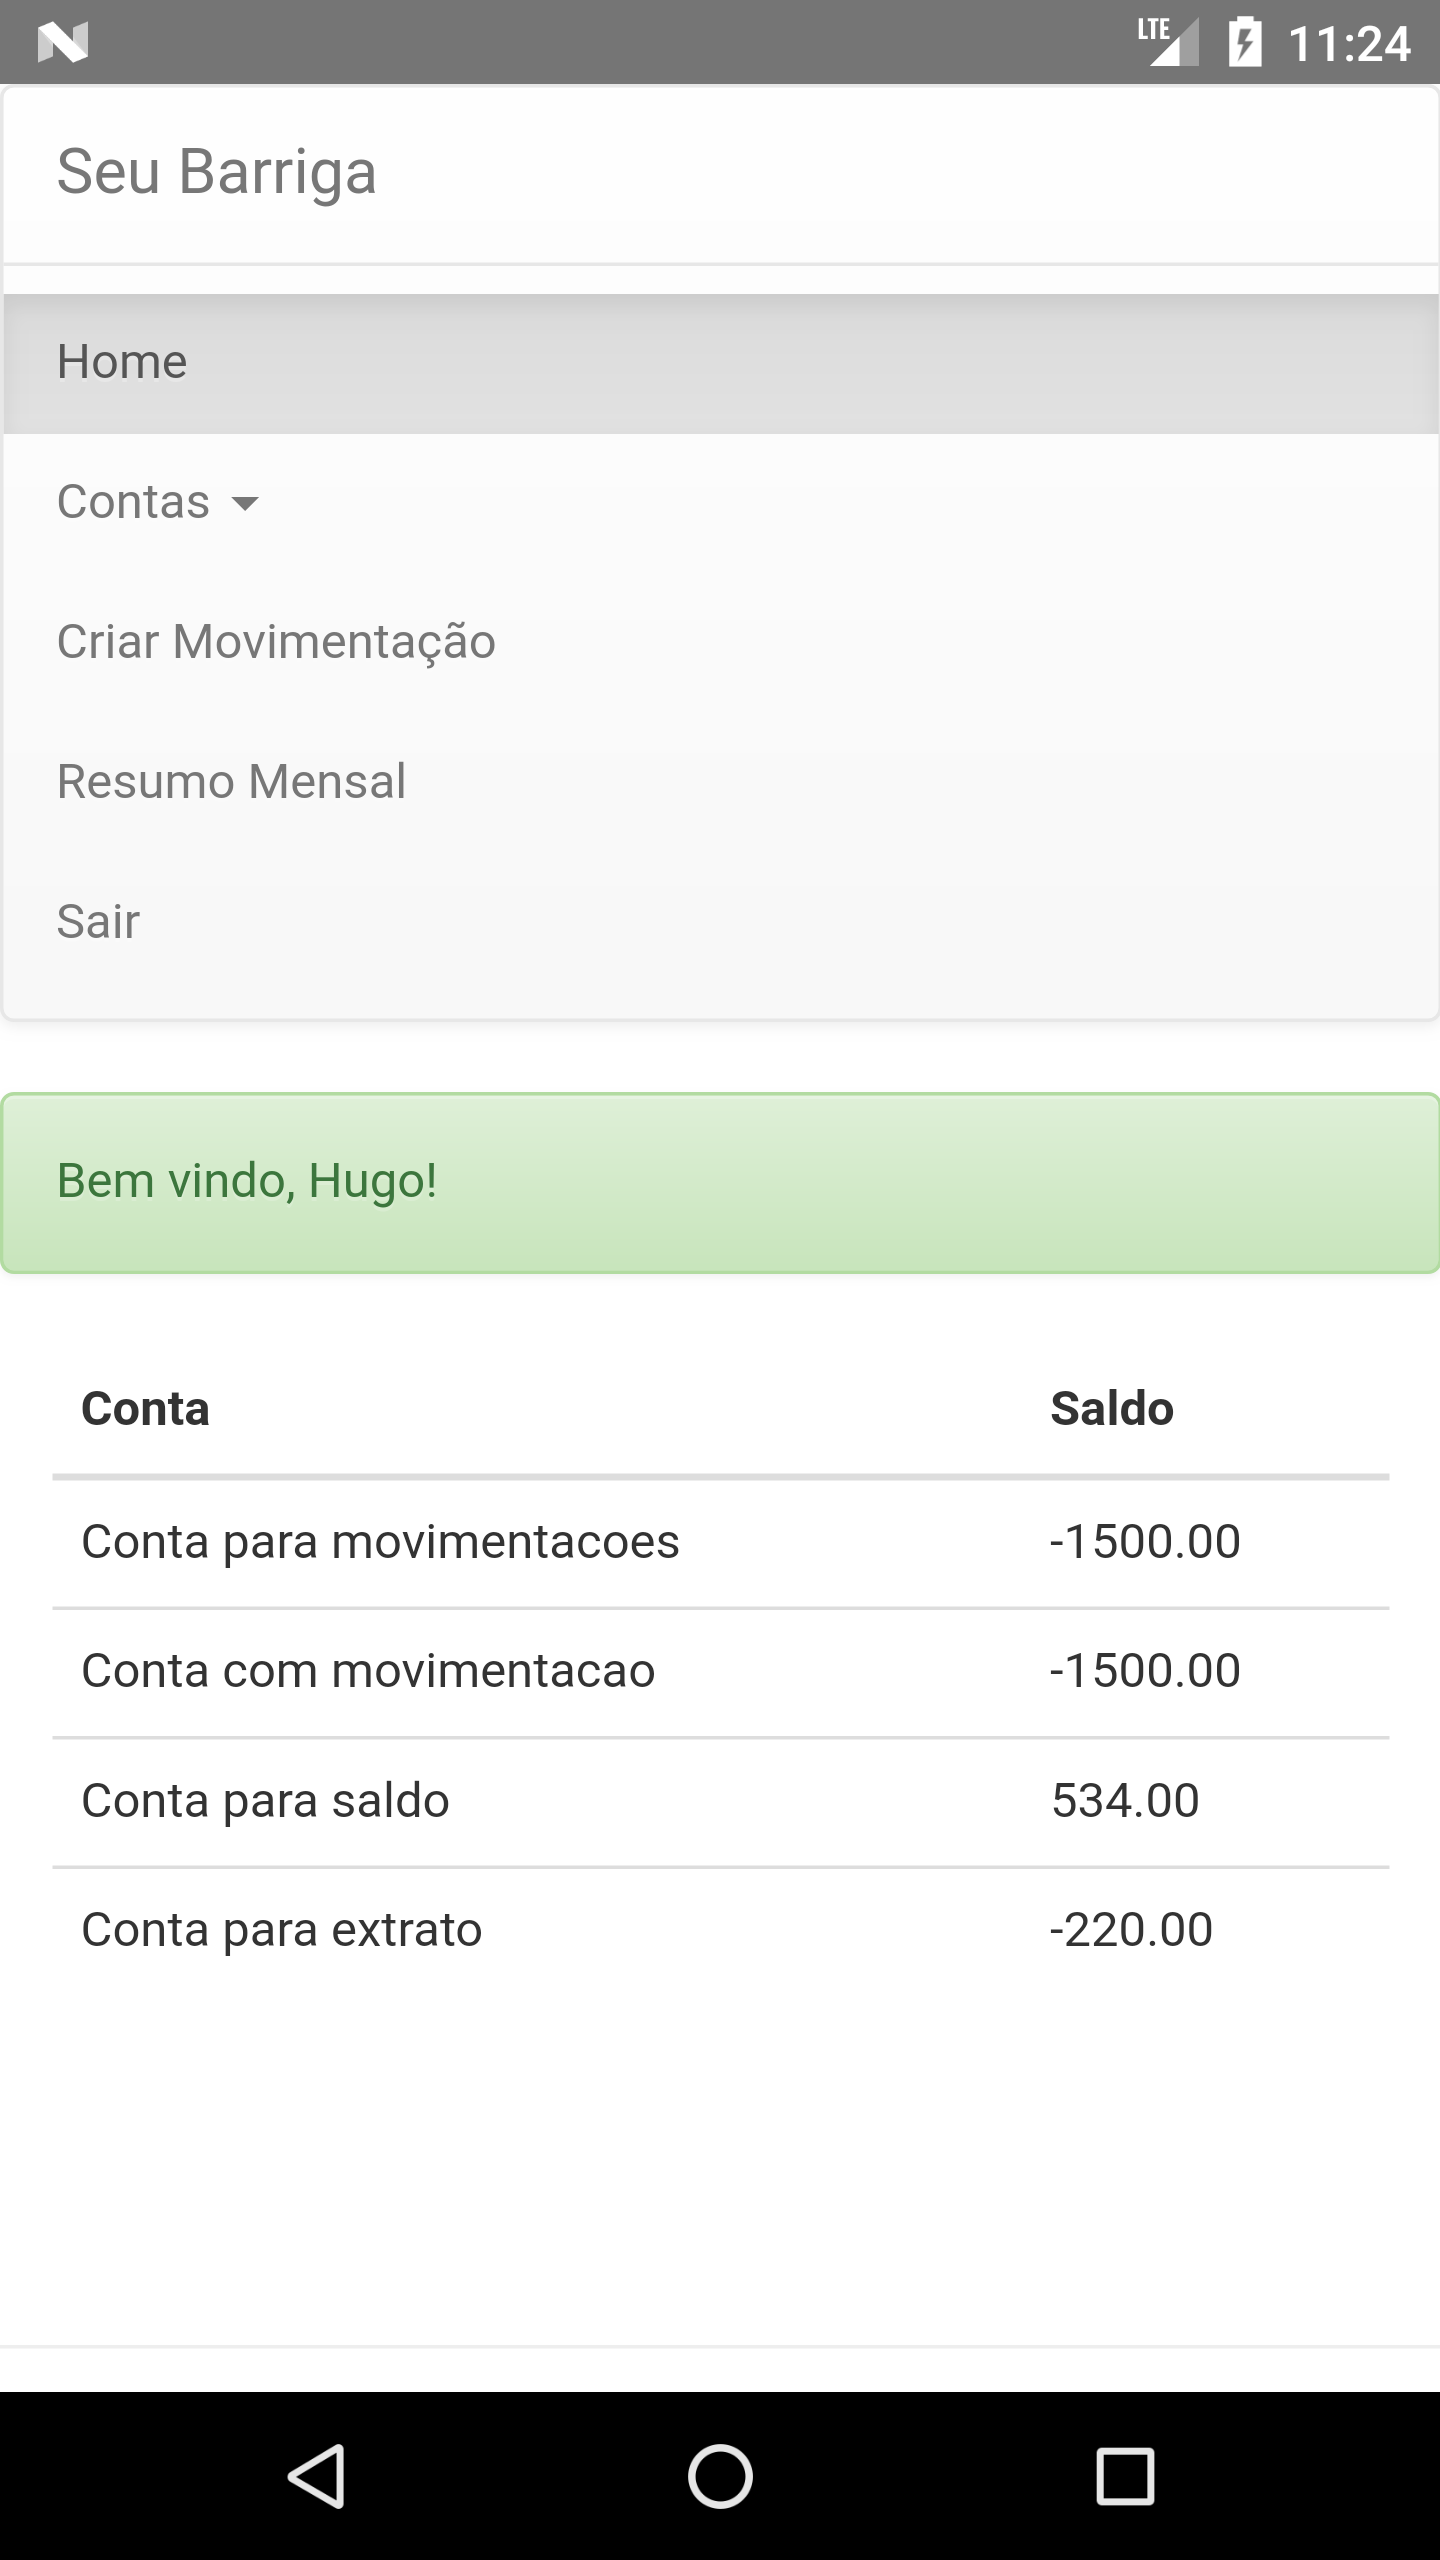 LTE 11:24
Seu Barriga
Home
Contas
Criar Movimentação
Resumo Mensal
Sair
Bem vindo, Hugo!
Conta Saldo
Conta para movimentacoes -1500.00
Conta com movimentacao -1500.00
Conta para saldo 534.00
Conta para extrato -220.00